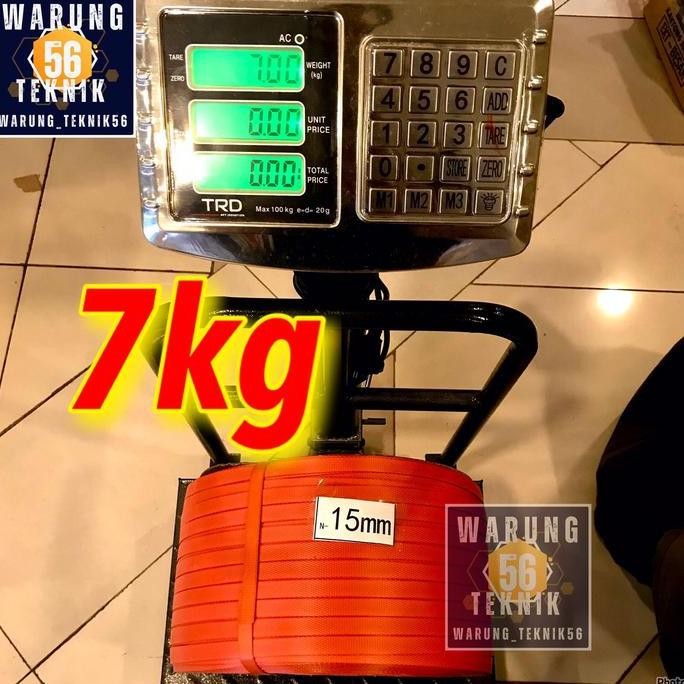 WARUNG
56
TEKNIK
WARUNG_TEKNIK56
AC
TARE
ZERO
7.00
WEIGHT
(kg)
0.00
UNIT
PRICE
0.00
TOTAL
PRICE
TRD
Max 100 kg e=d= 20g
7 8 9 C
4 5 6 ADD
1 2 3 TARE
0 . STORE ZERO
M1 M2 M3
7kg
N- 15mm
WARUNG
56
TEKNIK
WARUNG_TEKNIK56